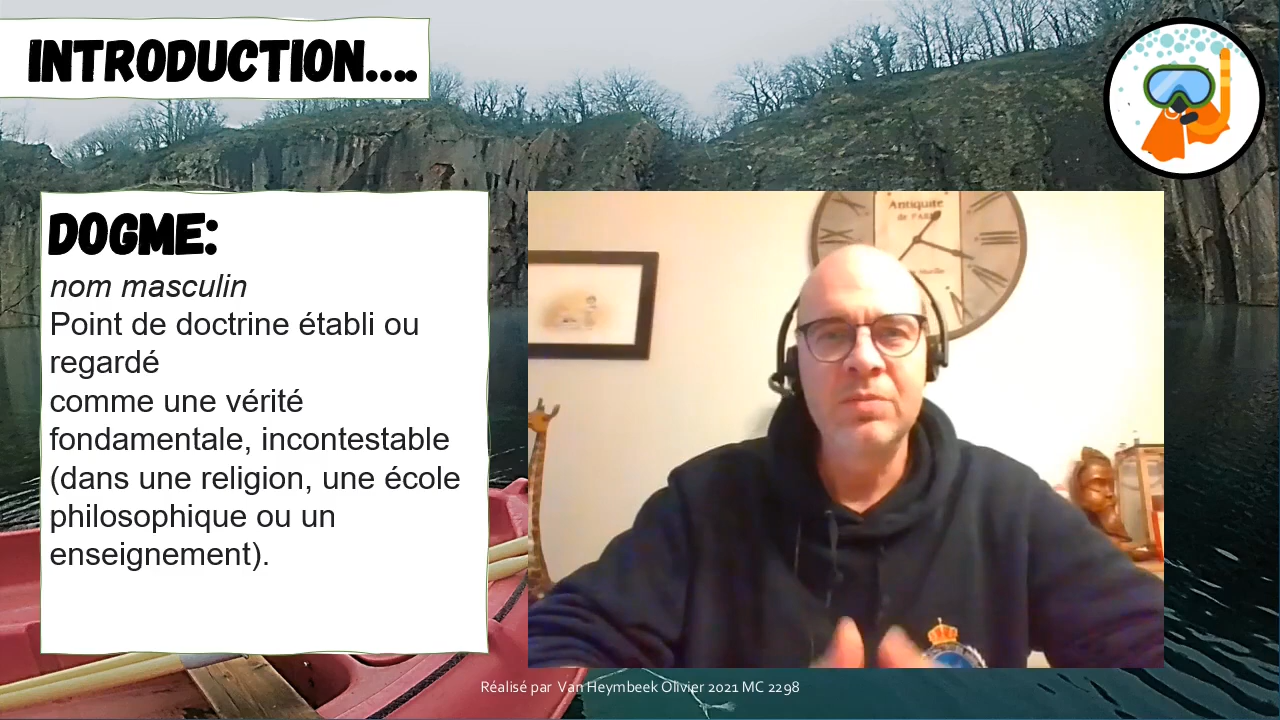 INTRODUCTION....
DOGME:
nom masculin
Point de doctrine établi ou
regardé
comme une vérité
fondamentale, incontestable
(dans une religion, une école
philosophique ou un
enseignement).
Antiquité
de PARIS
Réalisé par Van Heymbeek Olivier 2021 MC 2298